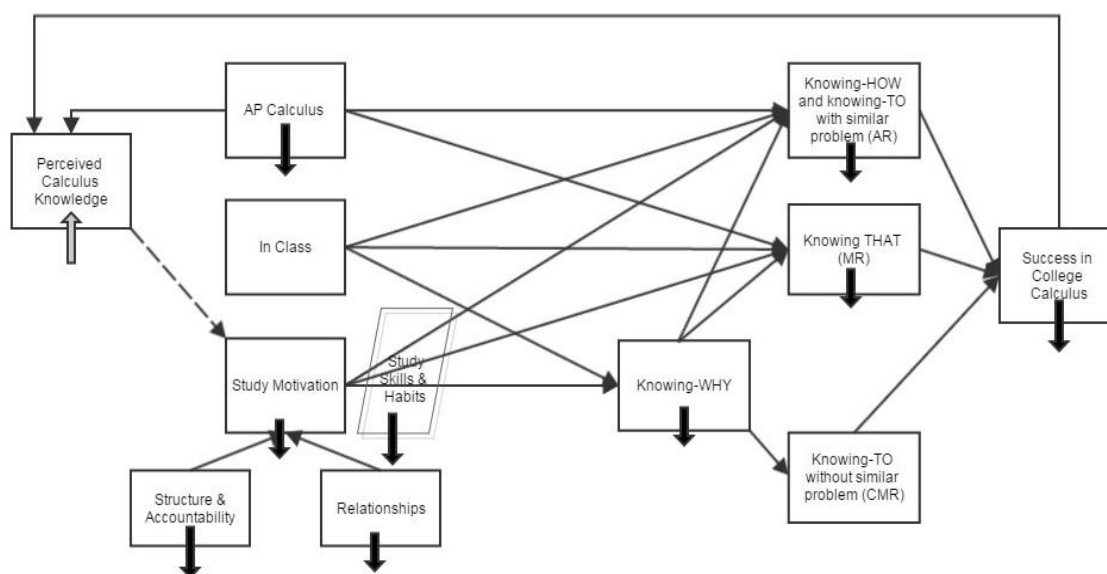 AP Calculus
Knowing-HOW
and knowing-TO
with similar
problem (AR)
Perceived
Calculus
Knowledge
In Class
Knowing THAT
(MR)
Success in
College
Calculus
Study Motivation
Study
Skills &
Habits
Knowing-WHY
Knowing-TO
without similar
problem (CMR)
Structure &
Accountability
Relationships